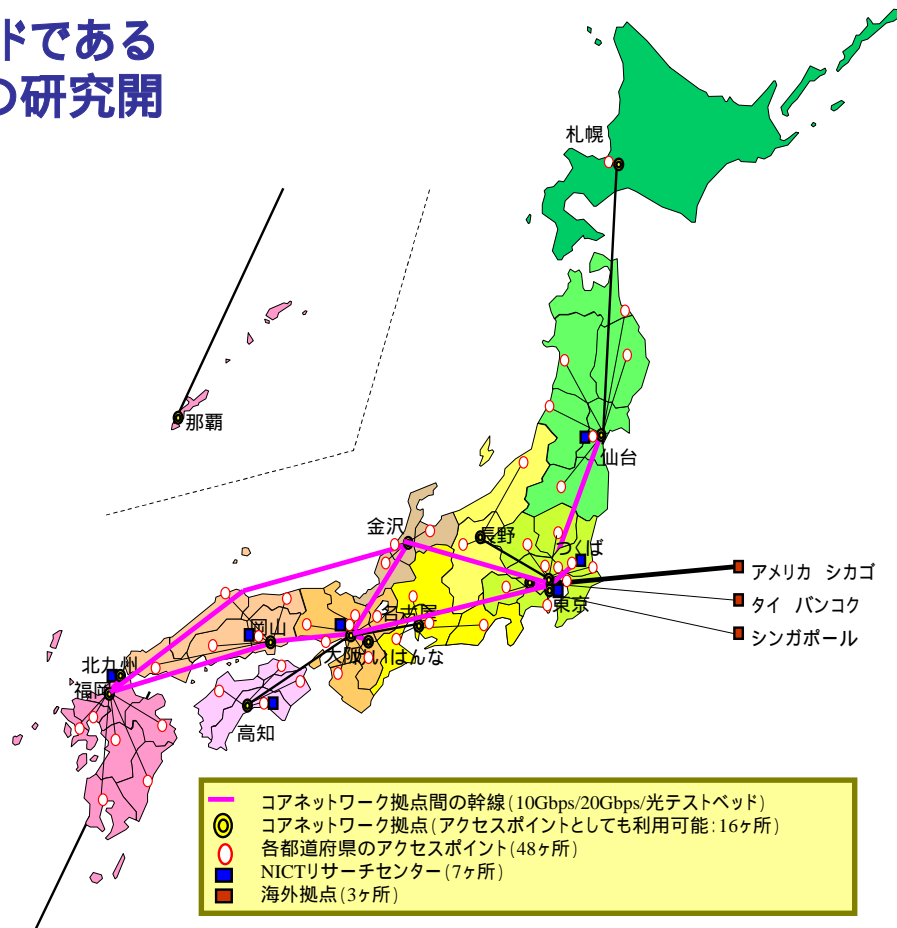 ドである
の研究開
札幌
那覇
仙台
金沢
長野
つくば
アメリカ シカゴ
タイ バンコク
東京
名古屋
シンガポール
岡山
大阪
けいはんな
北九州
福岡
高知
コアネットワーク拠点間の幹線(10Gbps/20Gbps/光テストベッド)
コアネットワーク拠点(アクセスポイントとしても利用可能:16ヶ所)
各都道府県のアクセスポイント(48ヶ所)
NICTリサーチセンター(7ヶ所)
海外拠点(3ヶ所)